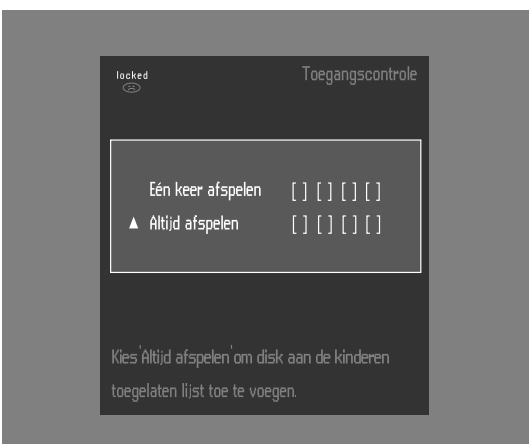 locked
Toegangscontrole
Eén keer afspelen [ ] [ ] [ ] [ ]
▲ Altijd afspelen [ ] [ ] [ ] [ ]
Kies 'Altijd afspelen' om disk aan de kinderen
toegelaten lijst toe te voegen.